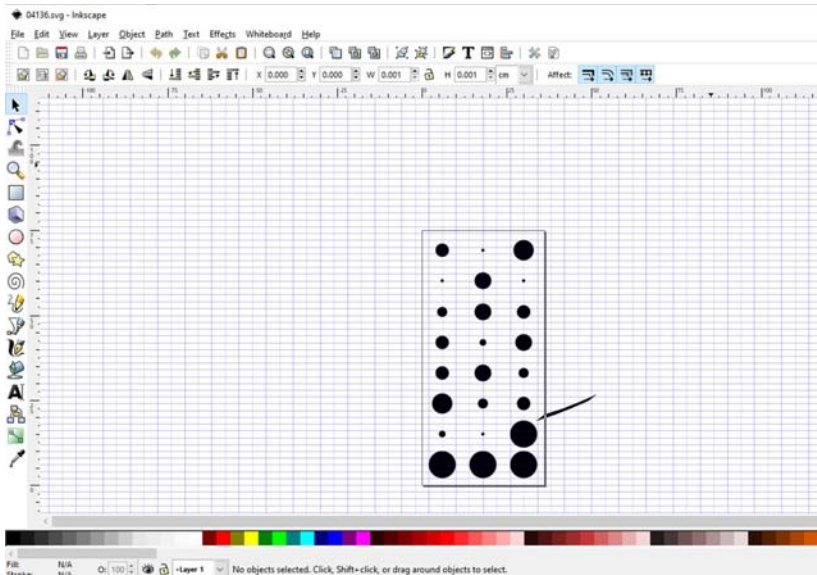 04136.svg - Inkscape
File Edit View Layer Object Path Text Effects Whiteboard Help
X 0.000 Y 0.000 W 0.001 H 0.001 cm Affect:
Fill: N/A
N/A O: 100 -Layer 1 No objects selected. Click, Shift+click, or drag around objects to select.